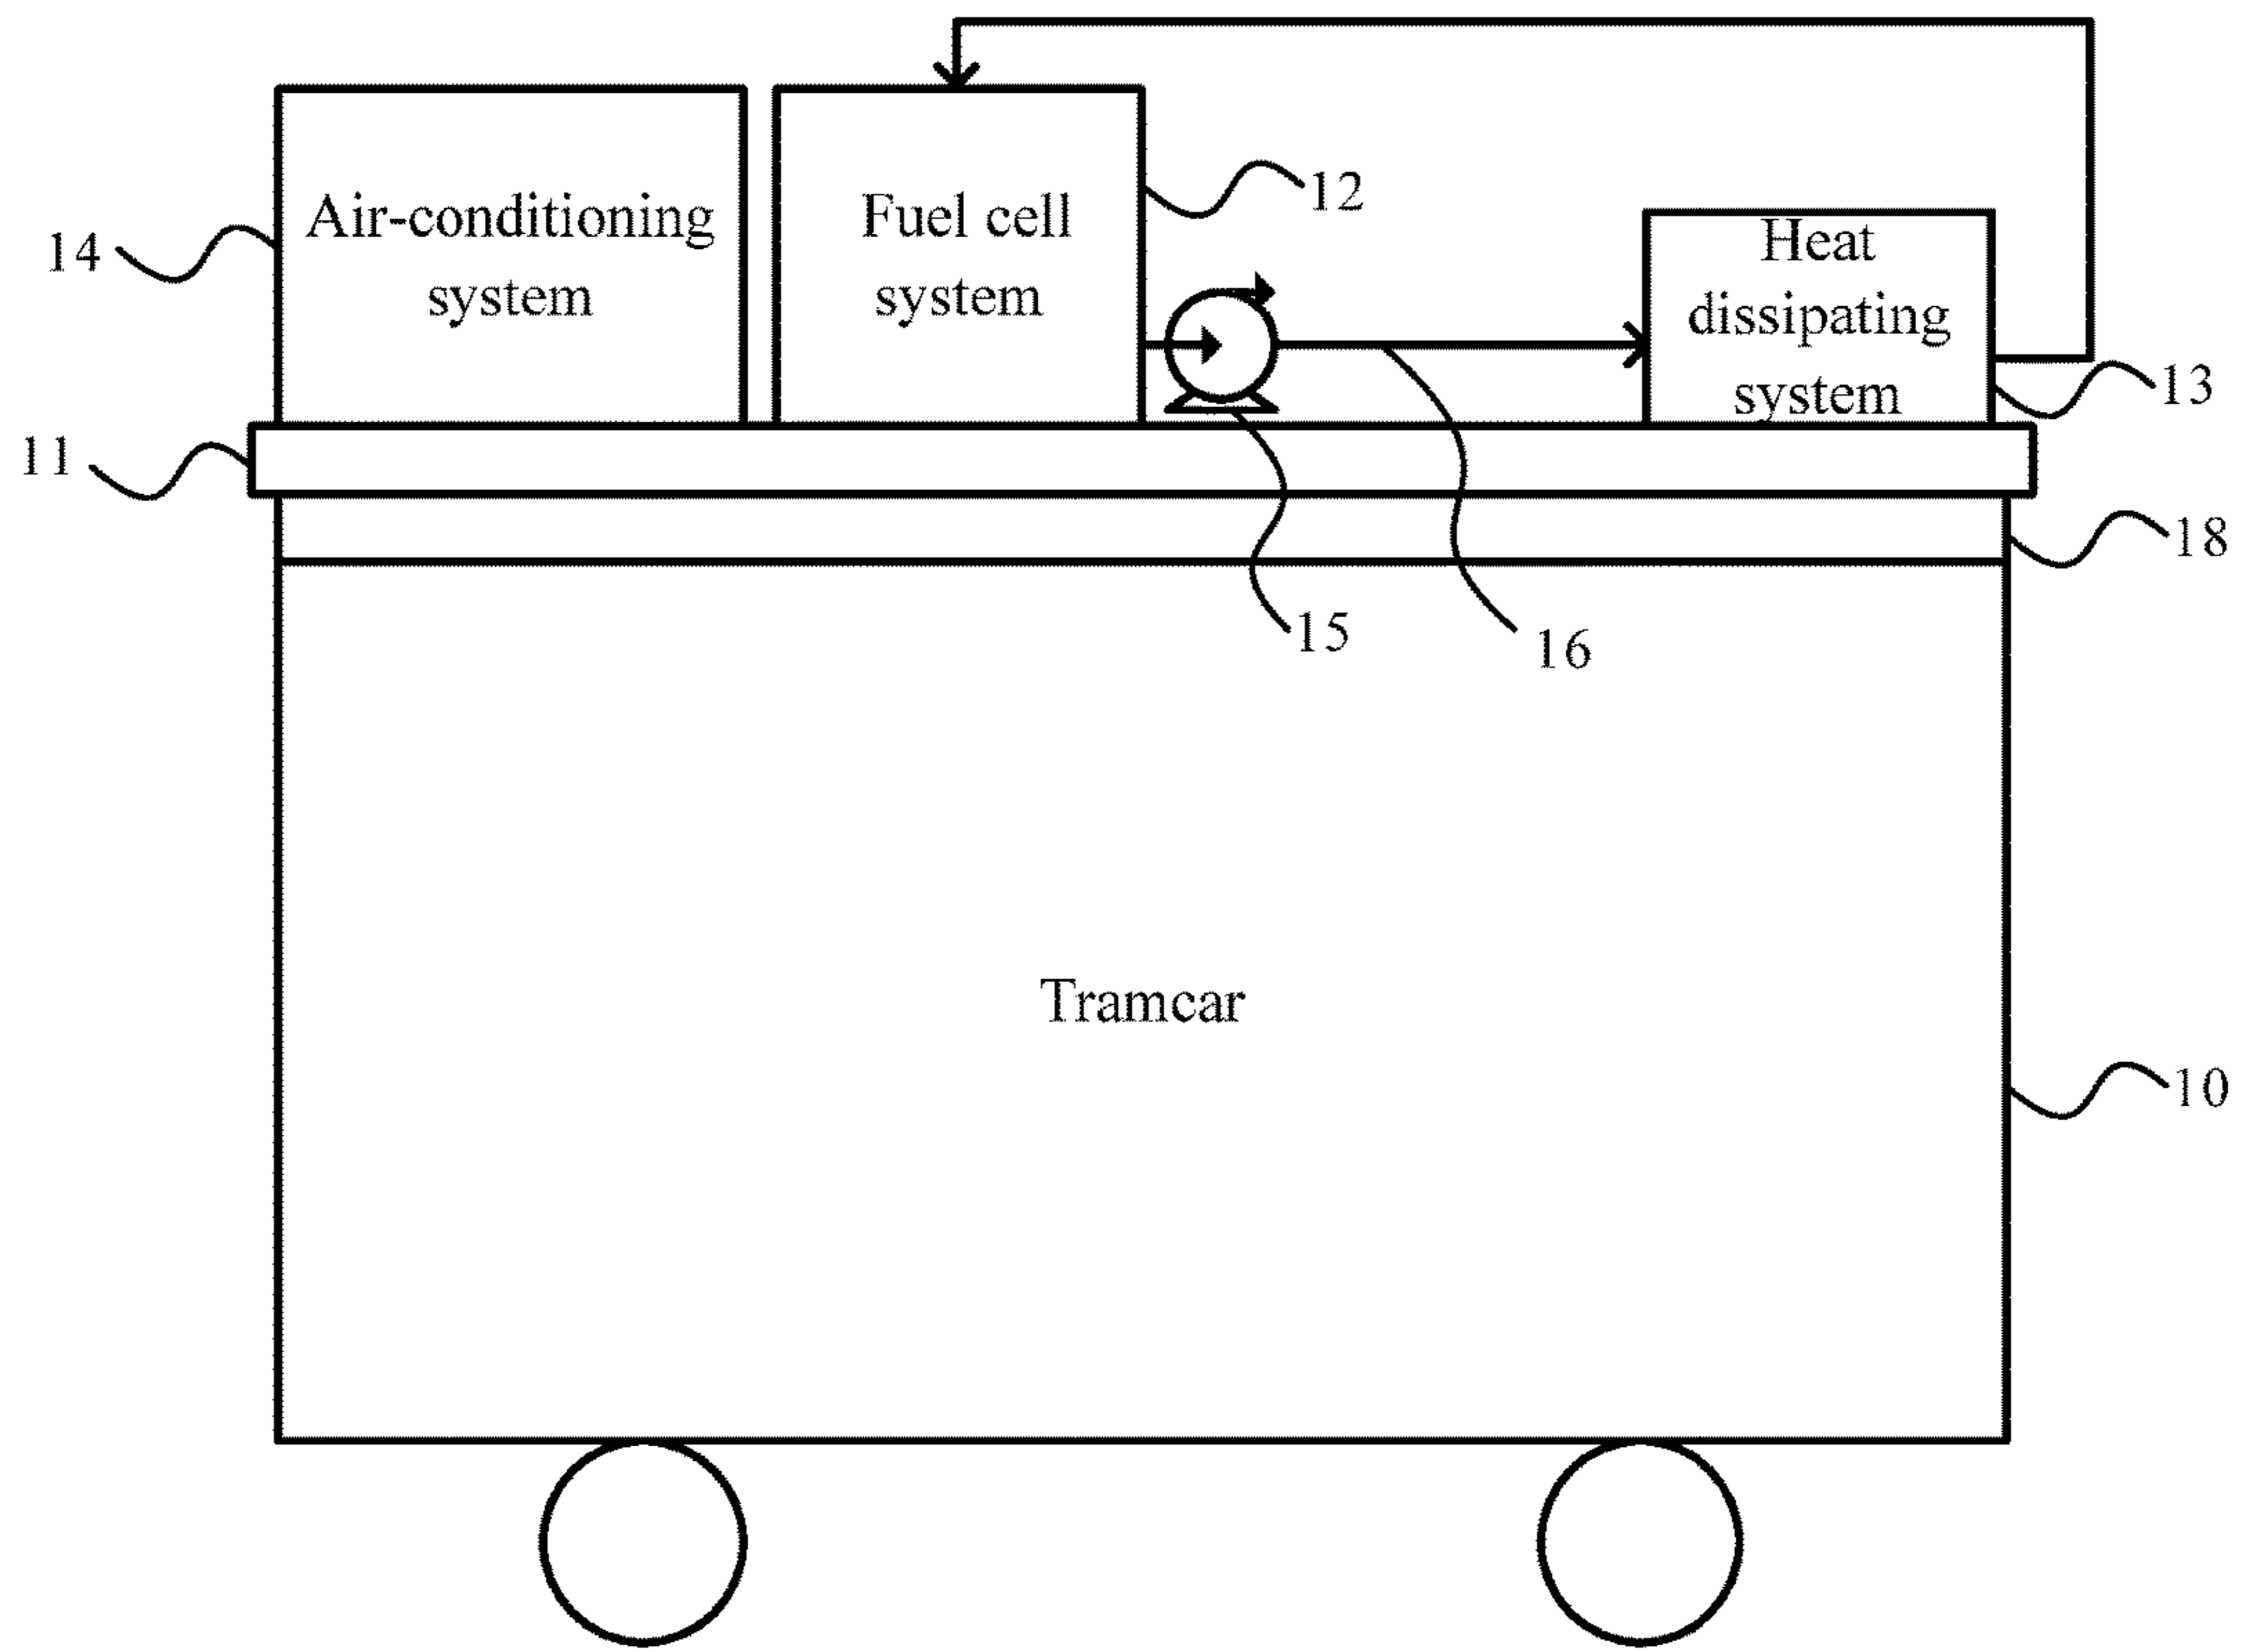 Air-conditioning
system
14
Fuel cell
system
12
Heat
dissipating
system
13
11
18
15
16
Tramcar
10